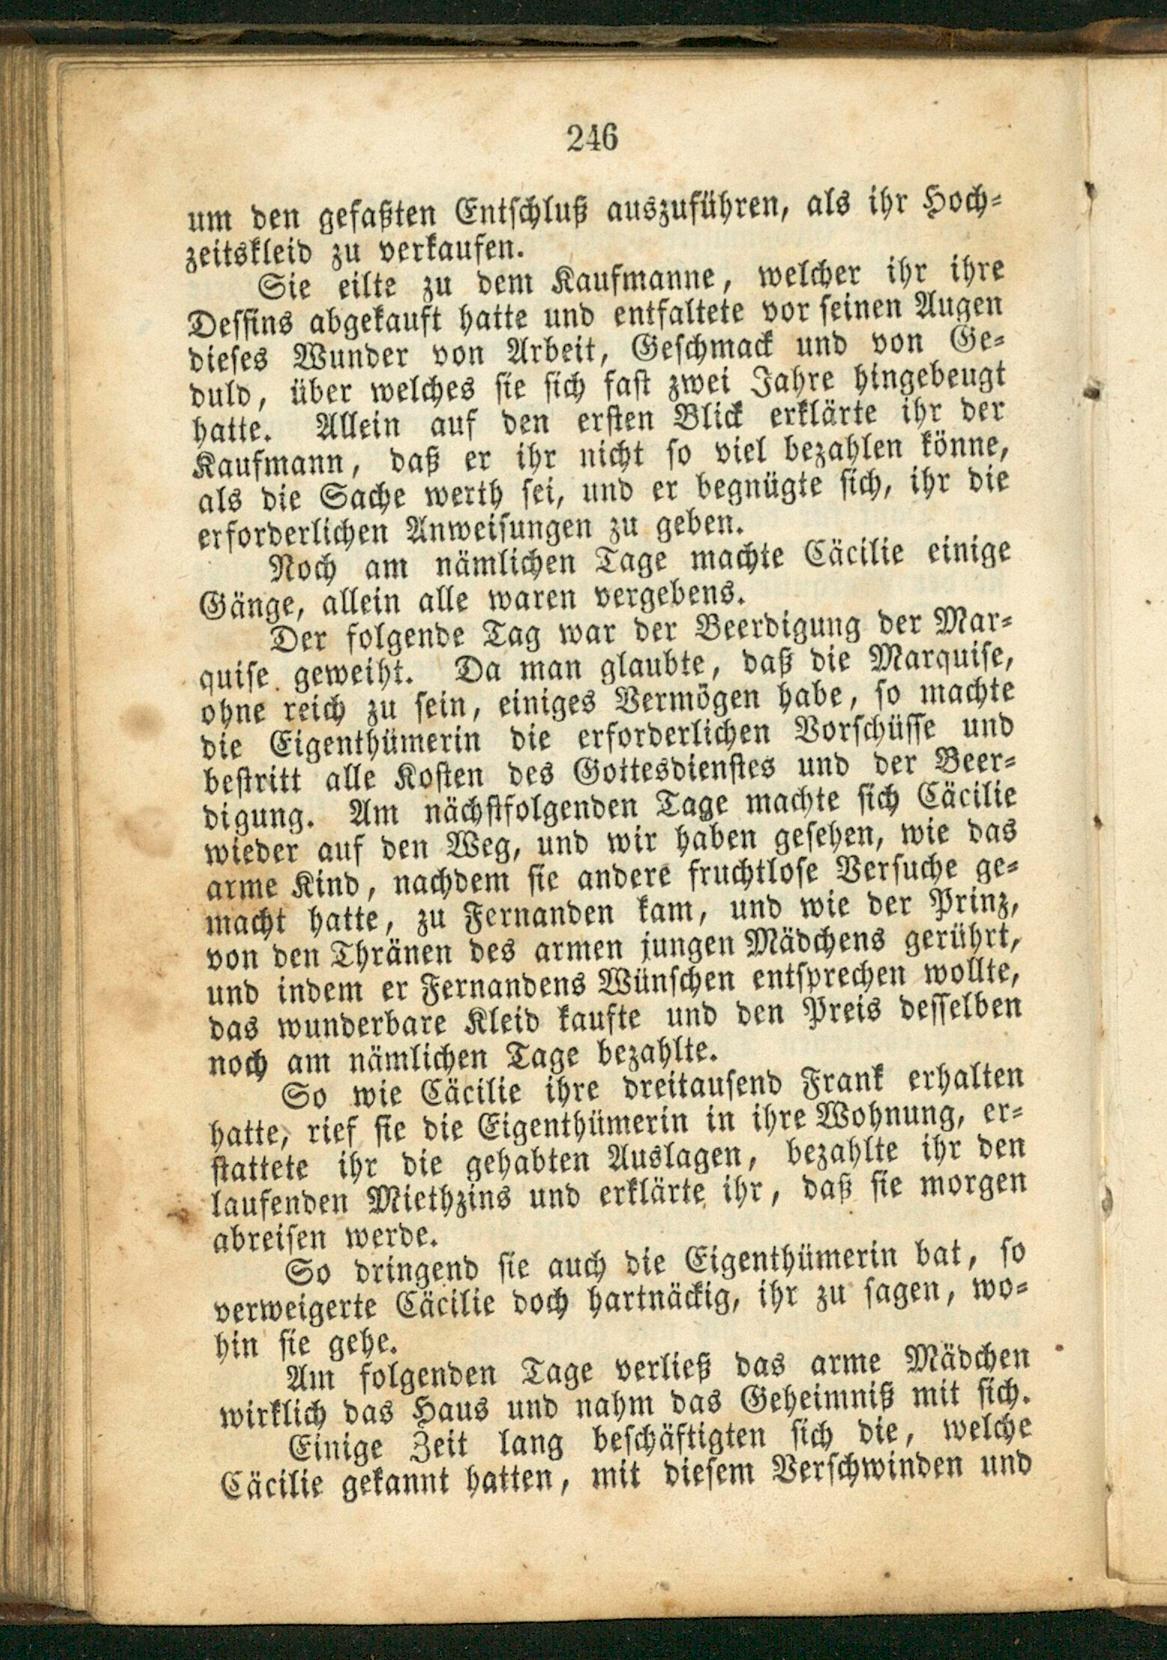 246
um den gefaßten Entschluß auszuführen, als ihr Hoch-
zeitskleid zu verkaufen.
Sie eilte zu dem Kaufmanne, welcher ihr ihre
Dessins abgekauft hatte und entfaltete vor seinen Augen
dieses Wunder von Arbeit, Geschmack und von Ge-
duld, über welches sie sich fast zwei Jahre hingebeugt
hatte. Allein auf den ersten Blick erklärte ihr der
Kaufmann, daß er ihr nicht so viel bezahlen könne,
als die Sache werth sei, und er begnügte sich, ihr die
erforderlichen Anweisungen zu geben.
Noch am nämlichen Tage machte Cäcilie einige
Gänge, allein alle waren vergebens.
Der folgende Tag war der Beerdigung der Mar-
quise geweiht. Da man glaubte, daß die Marquise,
ohne reich zu sein, einiges Vermögen habe, so machte
die Eigenthümerin die erforderlichen Vorschüsse und
bestritt alle Kosten des Gottesdienstes und der Beer-
digung. Am nächstfolgenden Tage machte sich Cäcilie
wieder auf den Weg, und wir haben gesehen, wie das
arme Kind, nachdem sie andere fruchtlose Versuche ge-
macht hatte, zu Fernanden kam, und wie der Prinz,
von den Thränen des armen jungen Mädchens gerührt,
und indem er Fernandens Wünschen entsprechen wollte,
das wunderbare Kleid kaufte und den Preis desselben
noch am nämlichen Tage bezahlte.
So wie Cäcilie ihre dreitausend Frank erhalten
hatte, rief sie die Eigenthümerin in ihre Wohnung, er-
stattete ihr die gehabten Auslagen, bezahlte ihr den
laufenden Miethzins und erklärte ihr, daß sie morgen
abreisen werde.
So dringend sie auch die Eigenthümerin bat, so
verweigerte Cäcilie doch hartnäckig, ihr zu sagen, wo-
hin sie gehe.
Am folgenden Tage verließ das arme Mädchen
wirklich das Haus und nahm das Geheimniß mit sich.
Einige Zeit lang beschäftigten sich die, welche
Cäcilie gekannt hatten, mit diesem Verschwinden und